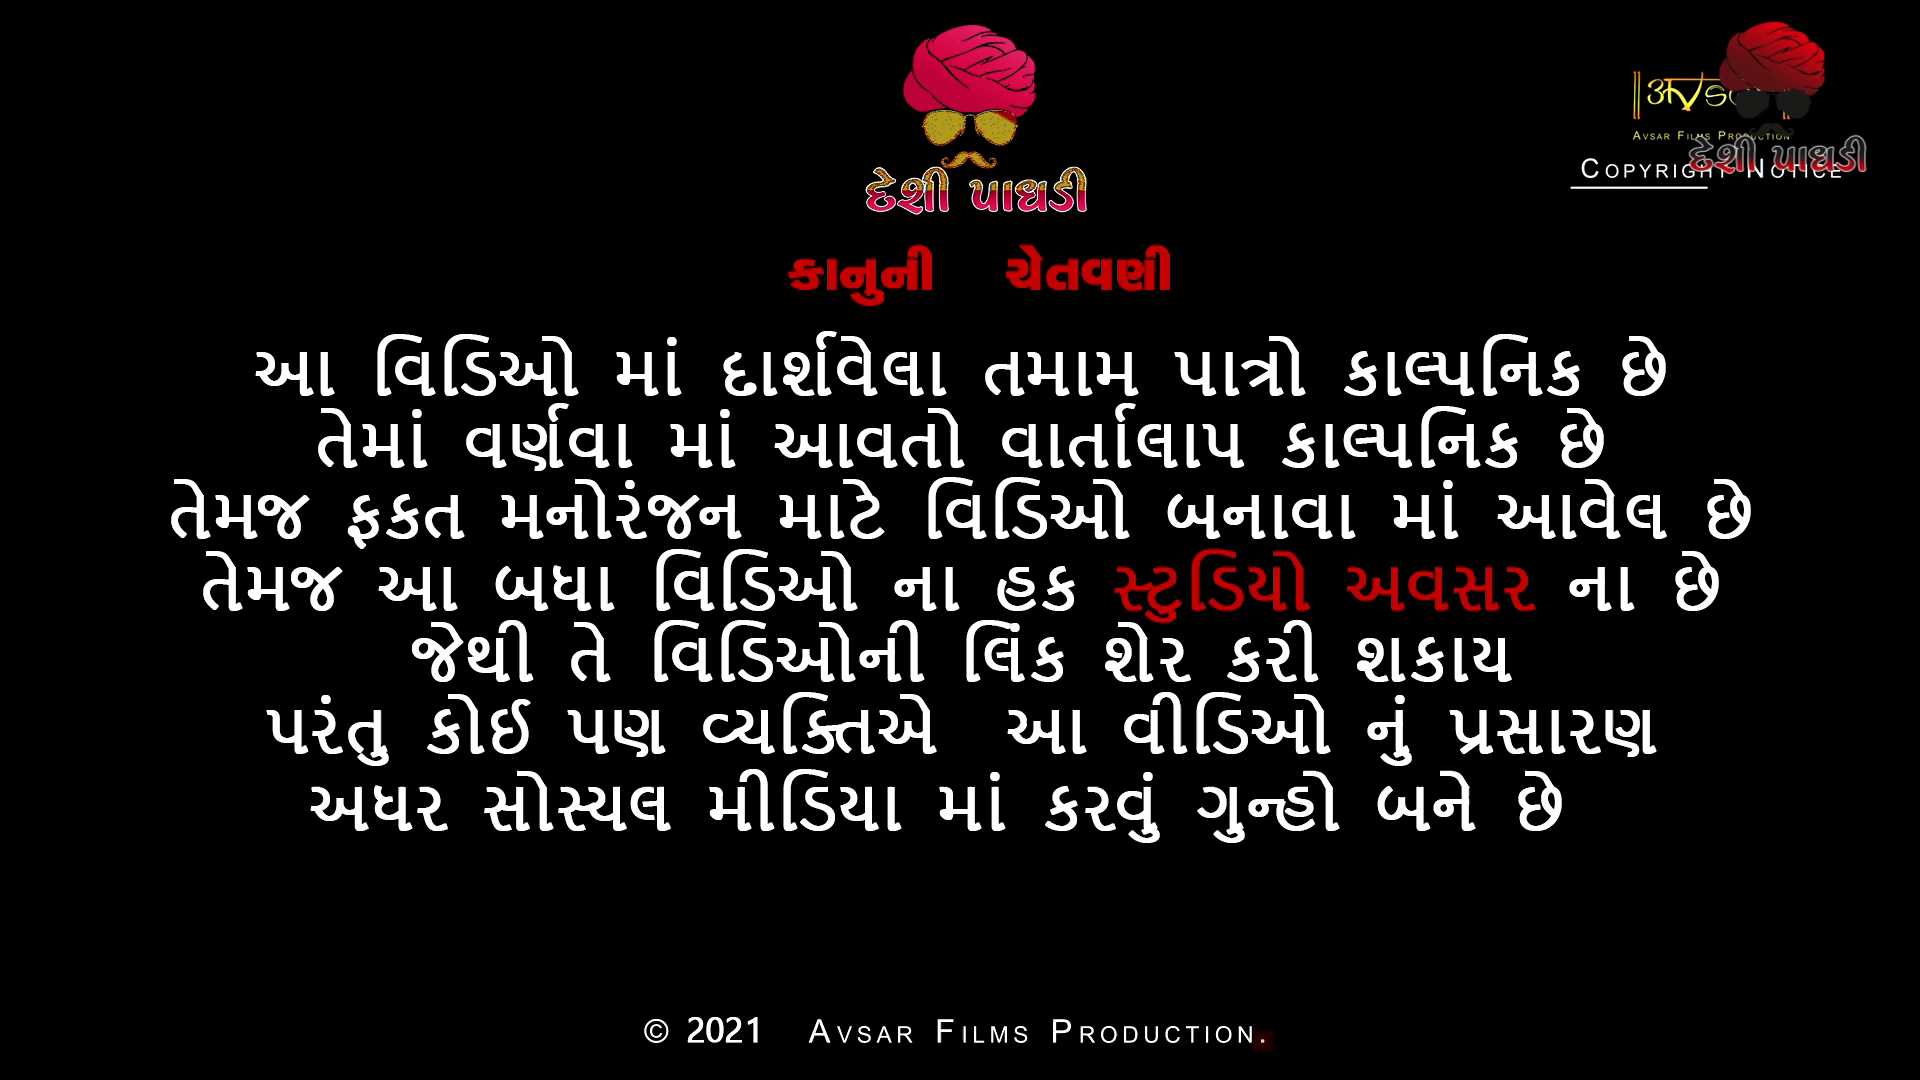 દેશી પાઘડી
AVSAR FILMS PRODUCTION
દેશી પાઘડી
COPYRIGHT NOTICE
કાનુની ચેતવણી
આ વિડિઓ માં દાર્શવેલા તમામ પાત્રો કાલ્પનિક છે
તેમાં વર્ણવા માં આવતો વાર્તાલાપ કાલ્પનિક છે
તેમજ ફકત મનોરંજન માટે વિડિઓ બનાવા માં આવેલ છે
તેમજ આ બધા વિડિઓ ના હક સ્ટુડિયો અવસર ના છે
જેથી તે વિડિઓની લિંક શેર કરી શકાય
પરંતુ કોઈ પણ વ્યક્તિએ આ વીડિઓ નું પ્રસારણ
અધર સોસ્યલ મીડિયા માં કરવું ગુન્હો બને છે
© 2021 AVSAR FILMS PRODUCTION.